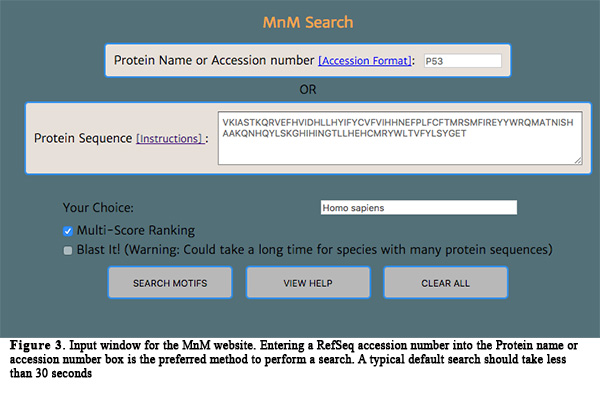 MnM Search
Protein Name or Accession number [Accession Format]: P53
OR
Protein Sequence [Instructions] :
VKIASTKQRVEFHVIDHLLHYIFYCVFVIHHNEFPLFCFTMRSMFIREYYWRQMATNISH
AAKQNHQYLSKGHIHINGTLLHEHCMRYWLTVFYLSYGET
Your Choice: Homo sapiens
Multi-Score Ranking
Blast It! (Warning: Could take a long time for species with many protein sequences)
SEARCH MOTIFS VIEW HELP CLEAR ALL
Figure 3. Input window for the MnM website. Entering a RefSeq accession number into the Protein name or
accession number box is the preferred method to perform a search. A typical default search should take less
than 30 seconds